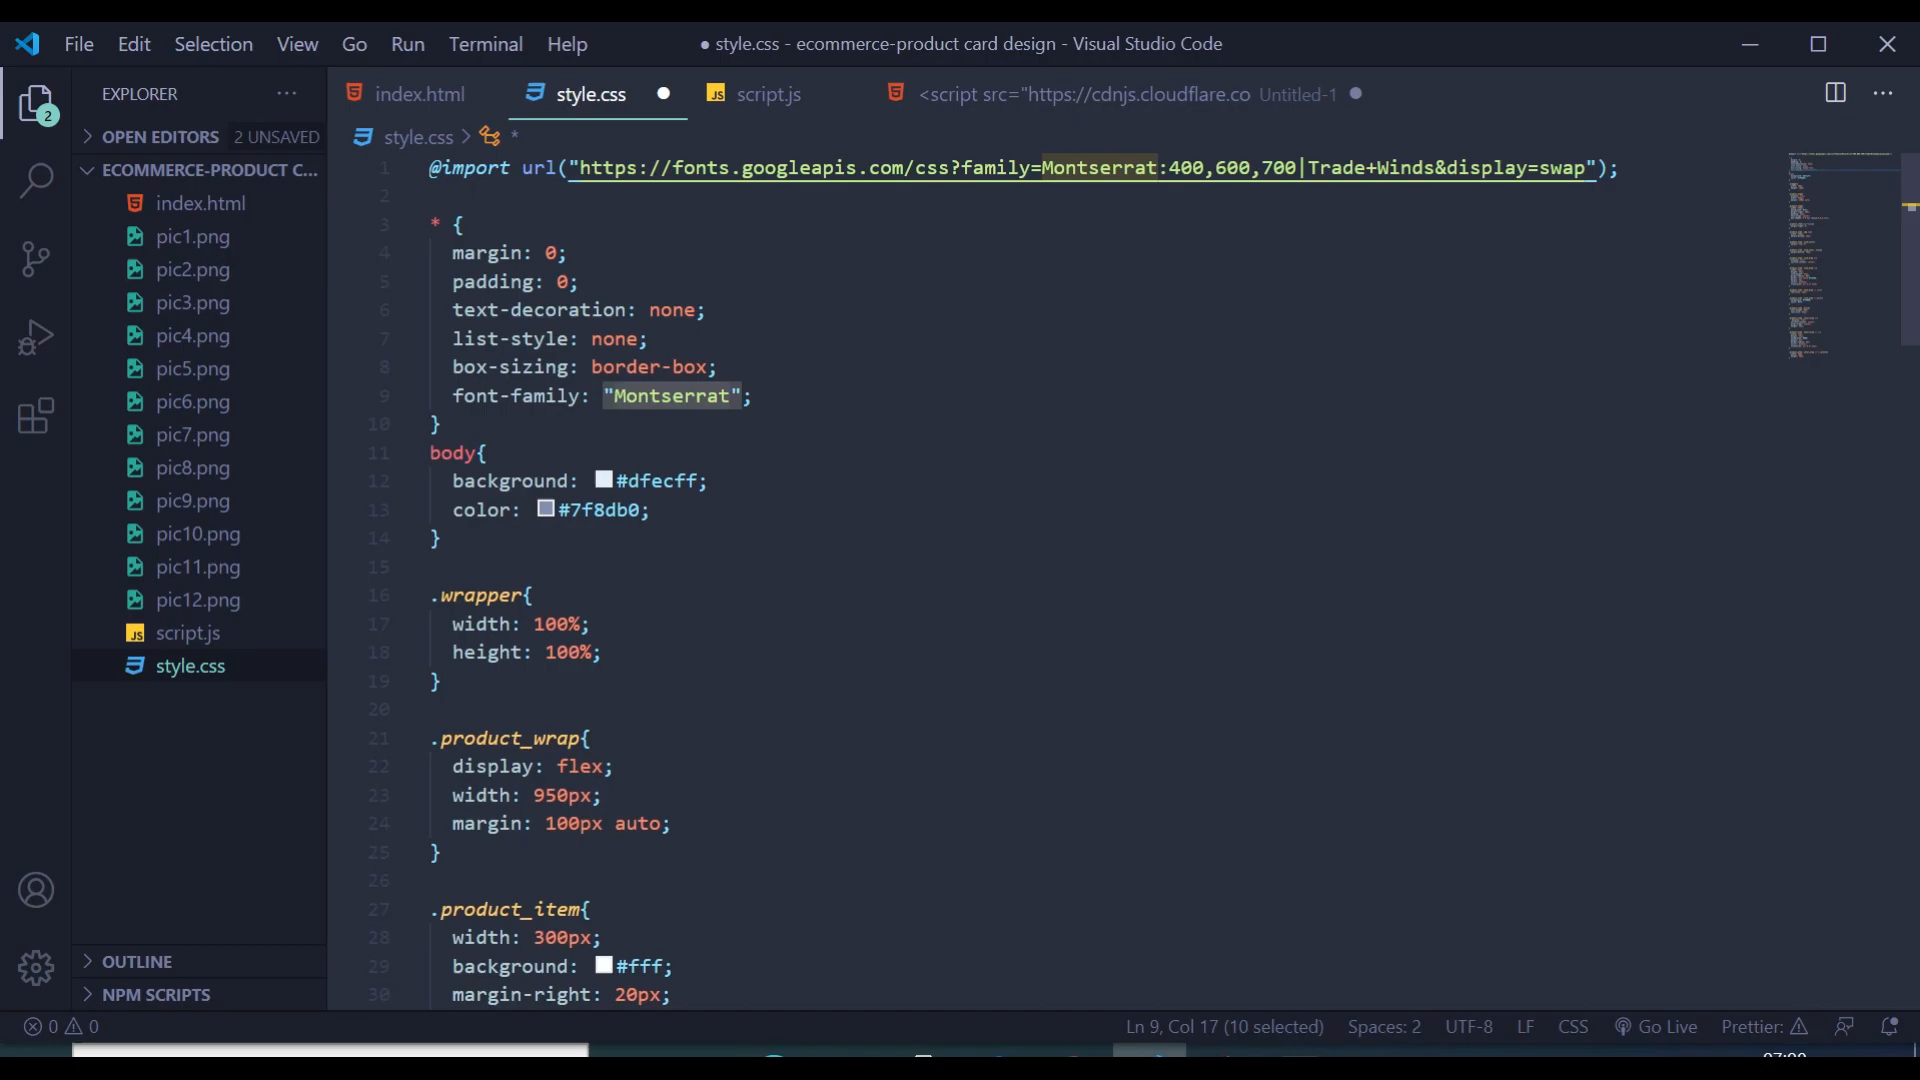 File Edit Selection View Go Run Terminal Help
● style.css - ecommerce-product card design - Visual Studio Code
EXPLORER
2
OPEN EDITORS 2 UNSAVED
ECOMMERCE-PRODUCT C...
index.html
pic1.png
pic2.png
pic3.png
pic4.png
pic5.png
pic6.png
pic7.png
pic8.png
pic9.png
pic10.png
pic11.png
pic12.png
JS script.js
style.css
OUTLINE
NPM SCRIPTS
index.html style.css JS script.js <script src="https://cdnjs.cloudflare.co Untitled-1
style.css > *
1 @import url("https://fonts.googleapis.com/css?family=Montserrat:400,600,700|Trade+Winds&display=swap");
2
3 * {
4 margin: 0;
5 padding: 0;
6 text-decoration: none;
7 list-style: none;
8 box-sizing: border-box;
9 font-family: "Montserrat";
10 }
11 body{
12 background: #dfecff;
13 color: #7f8db0;
14 }
15
16 .wrapper{
17 width: 100%;
18 height: 100%;
19 }
20
21 .product_wrap{
22 display: flex;
23 width: 950px;
24 margin: 100px auto;
25 }
26
27 .product_item{
28 width: 300px;
29 background: #fff;
30 margin-right: 20px;
0 0 Ln 9, Col 17 (10 selected) Spaces: 2 UTF-8 LF CSS Go Live Prettier: